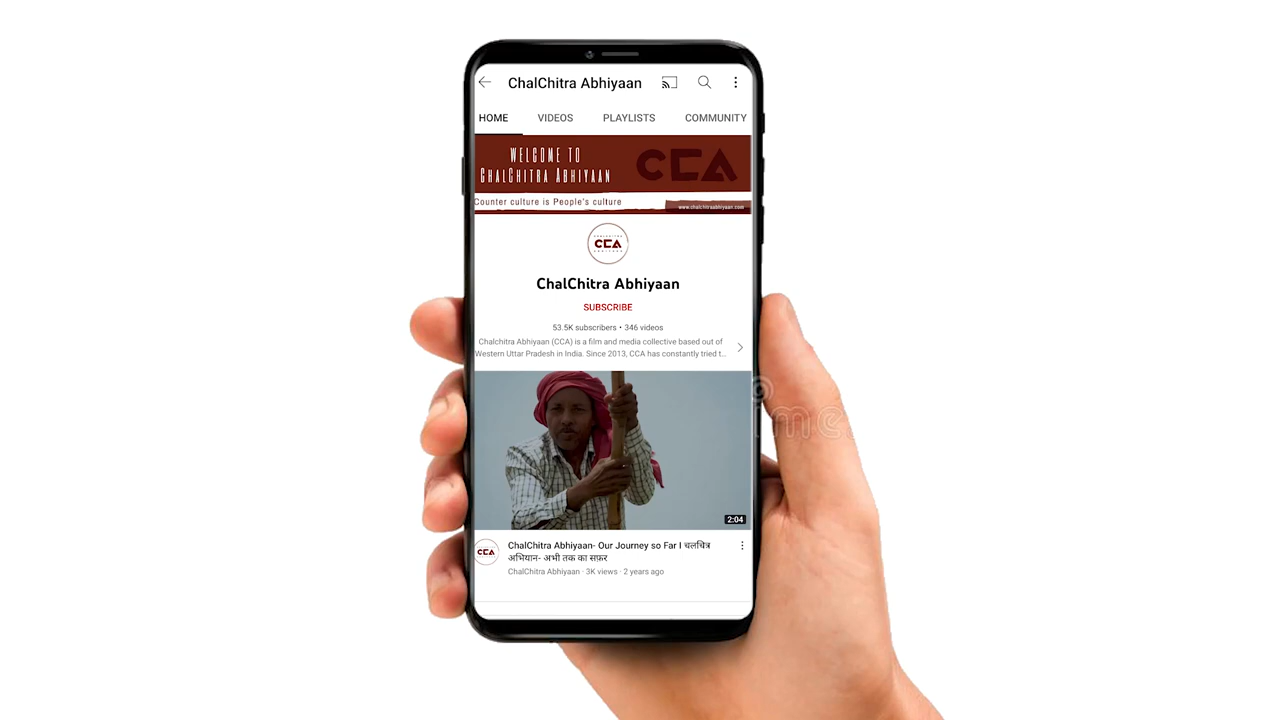 ChalChitra Abhiyaan
HOME VIDEOS PLAYLISTS COMMUNITY
WELCOME TO
CHALCHITRA ABHIYAAN
CCA
Counter culture is People's culture
www.chalchitraabhiyaan.com
CHALCHITRA
CCA
ABHIYAAN
ChalChitra Abhiyaan
SUBSCRIBE
53.5K subscribers • 346 videos
Chalchitra Abhiyaan (CCA) is a film and media collective based out of
Western Uttar Pradesh in India. Since 2013, CCA has constantly tried t...
2:04
CCA
ChalChitra Abhiyaan- Our Journey so Far I चलचित्र
अभियान- अभी तक का सफ़र
ChalChitra Abhiyaan · 3K views · 2 years ago